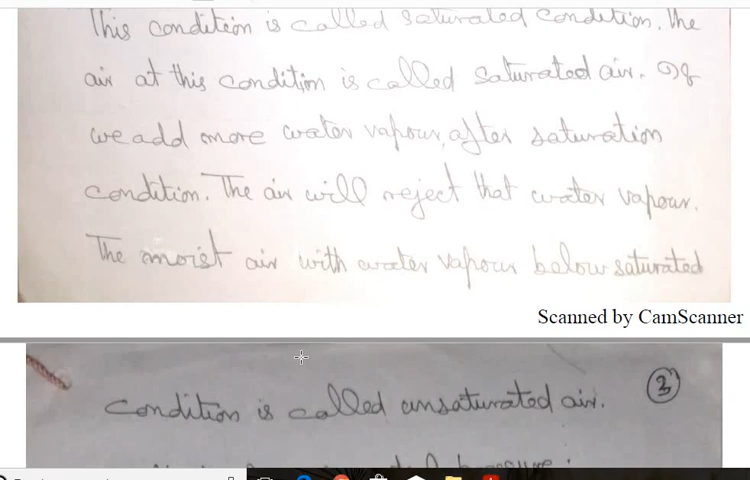 This condition is called saturated condition. The
air at this condition is called saturated air. If
we add more water vapour, after saturation
condition. The air will reject that water vapour.
The moist air with water vapour below saturated
Scanned by CamScanner
3
condition is called unsaturated air.